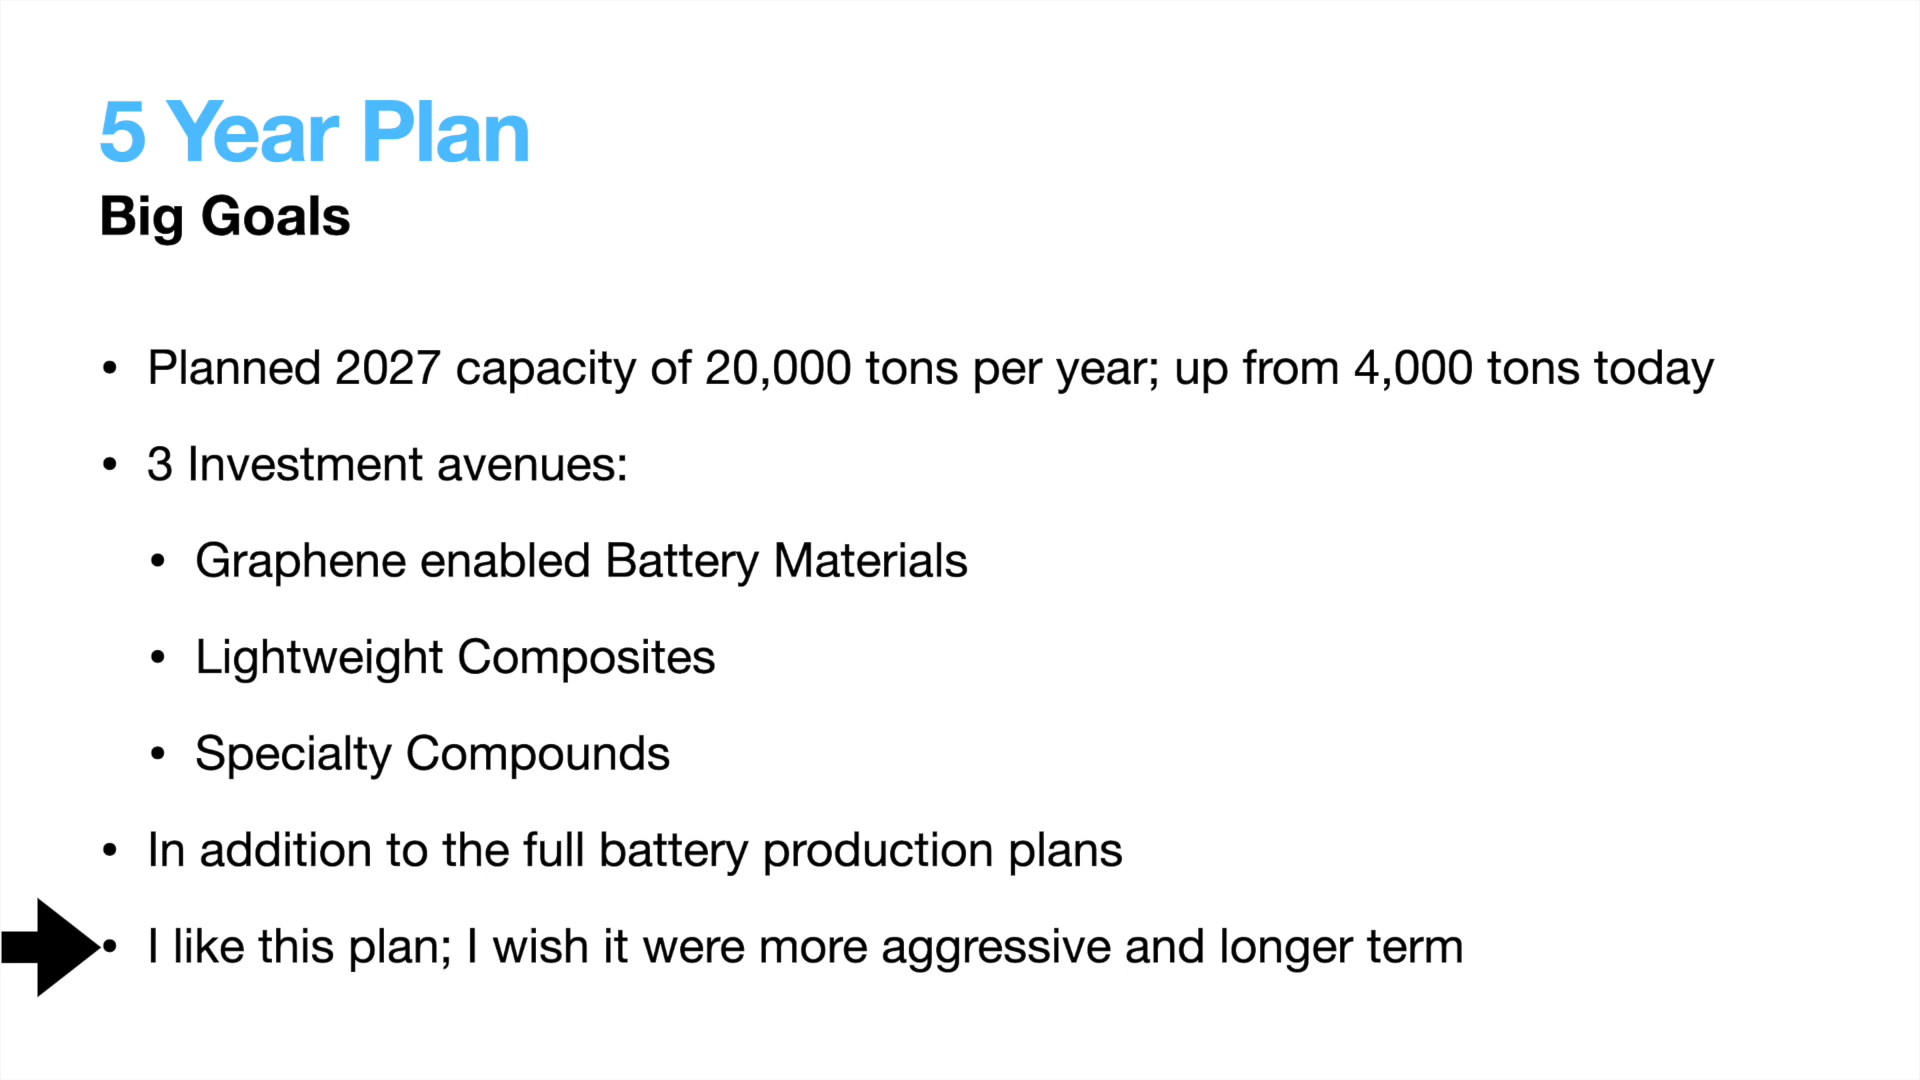 5 Year Plan
Big Goals
• Planned 2027 capacity of 20,000 tons per year; up from 4,000 tons today
• 3 Investment avenues:
• Graphene enabled Battery Materials
• Lightweight Composites
• Specialty Compounds
• In addition to the full battery production plans
• I like this plan; I wish it were more aggressive and longer term